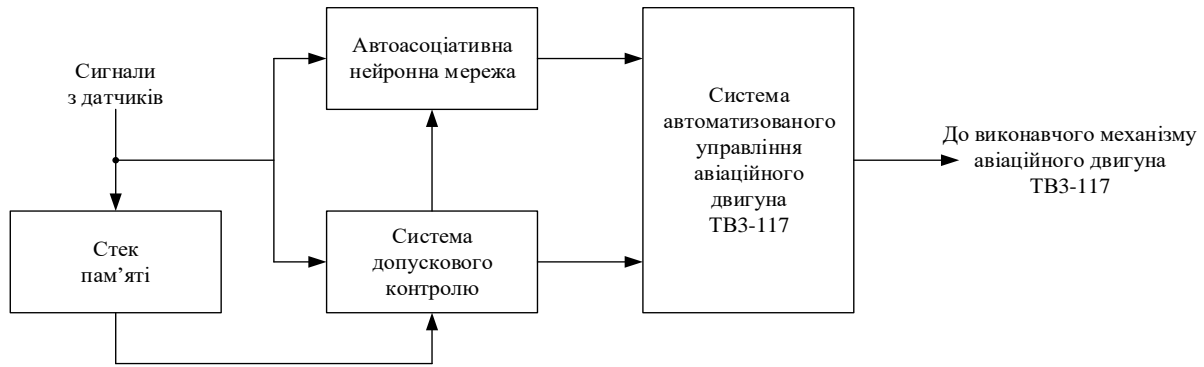 Сигнали
з датчиків
Стек
пам’яті
Автоасоціативна
нейронна мережа
Система
допускового
контролю
Система
автоматизованого
управління
авіаційного
двигуна
ТВ3-117
До виконавчого механізму
авіаційного двигуна
ТВ3-117